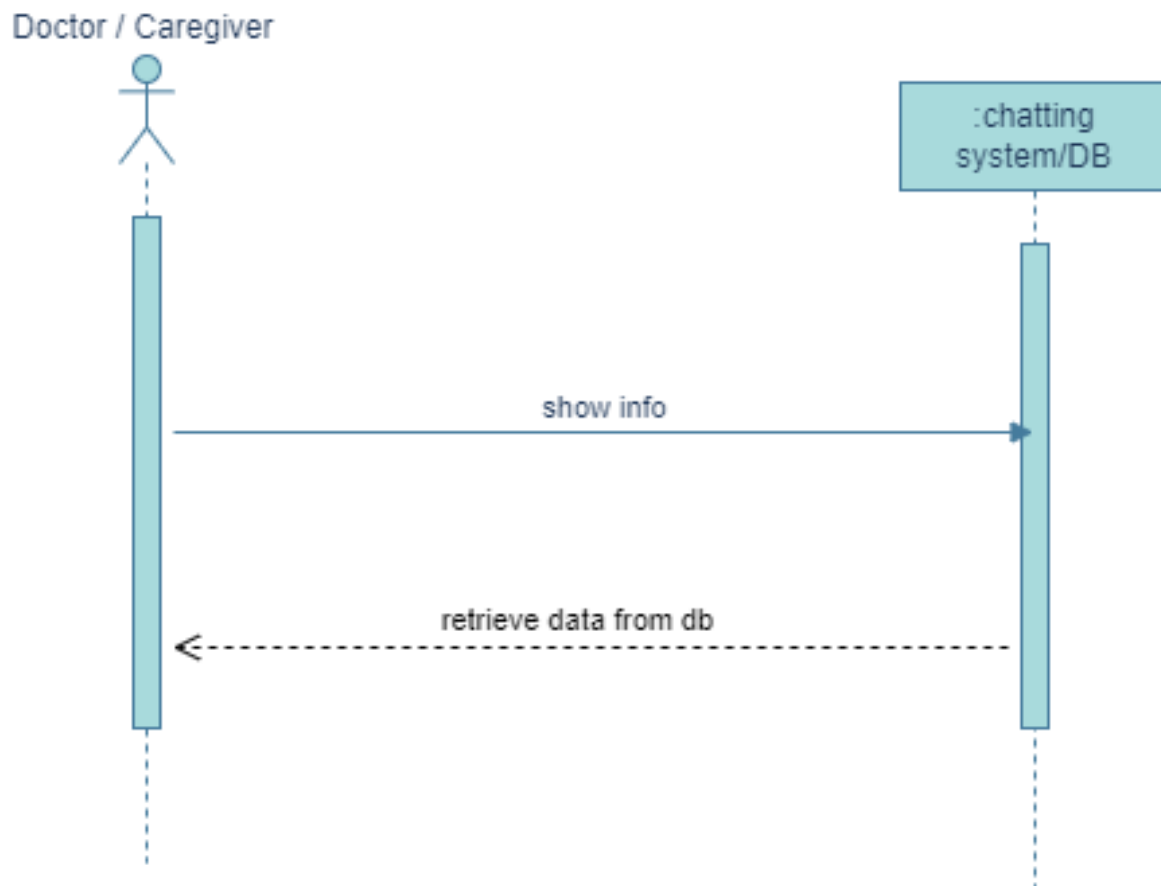 Doctor / Caregiver
:chatting
system/DB
show info
retrieve data from db